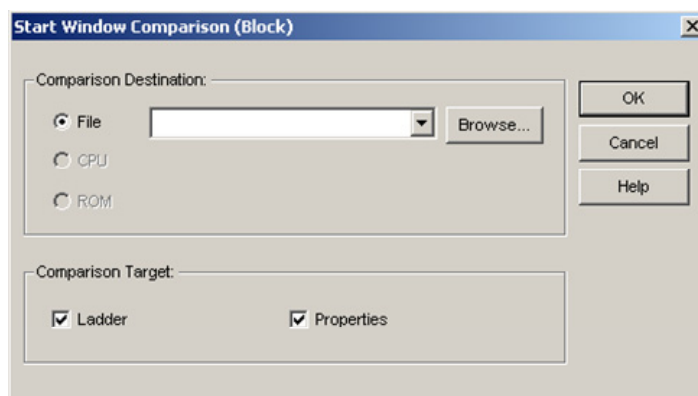 Start Window Comparison (Block)
Comparison Destination:
File
Browse...
CPU
ROM
OK
Cancel
Help
Comparison Target:
Ladder
Properties